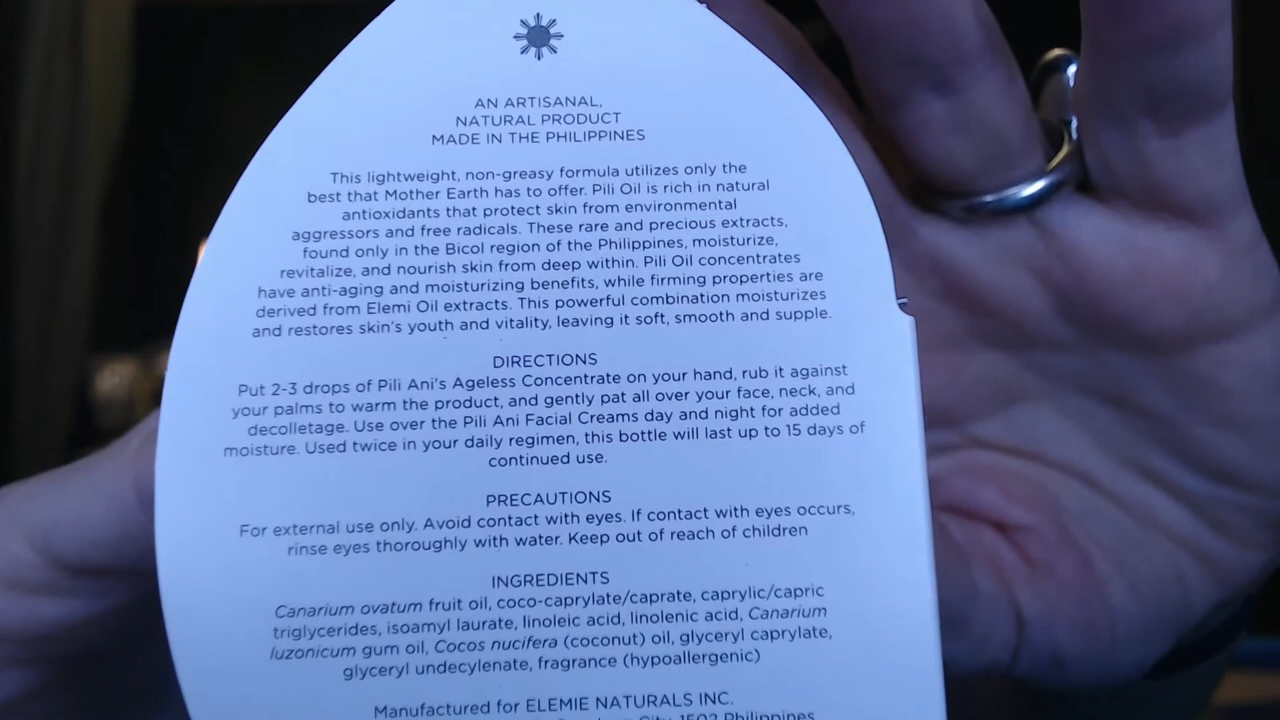 AN ARTISANAL,
NATURAL PRODUCT
MADE IN THE PHILIPPINES
This lightweight, non-greasy formula utilizes only the
best that Mother Earth has to offer. Pili Oil is rich in natural
antioxidants that protect skin from environmental
aggressors and free radicals. These rare and precious extracts,
found only in the Bicol region of the Philippines, moisturize,
revitalize, and nourish skin from deep within. Pili Oil concentrates
have anti-aging and moisturizing benefits, while firming properties are
derived from Elemi Oil extracts. This powerful combination moisturizes
and restores skin's youth and vitality, leaving it soft, smooth and supple.
DIRECTIONS
Put 2-3 drops of Pili Ani's Ageless Concentrate on your hand, rub it against
your palms to warm the product, and gently pat all over your face, neck, and
decolletage. Use over the Pili Ani Facial Creams day and night for added
moisture. Used twice in your daily regimen, this bottle will last up to 15 days of
continued use.
PRECAUTIONS
For external use only. Avoid contact with eyes. If contact with eyes occurs,
rinse eyes thoroughly with water. Keep out of reach of children
INGREDIENTS
Canarium ovatum fruit oil, coco-caprylate/caprate, caprylic/capric
triglycerides, isoamyl laurate, linoleic acid, linolenic acid, Canarium
luzonicum gum oil, Cocos nucifera (coconut) oil, glyceryl caprylate,
glyceryl undecylenate, fragrance (hypoallergenic)
Manufactured for ELEMIE NATURALS INC.
City, 1502 Philippines